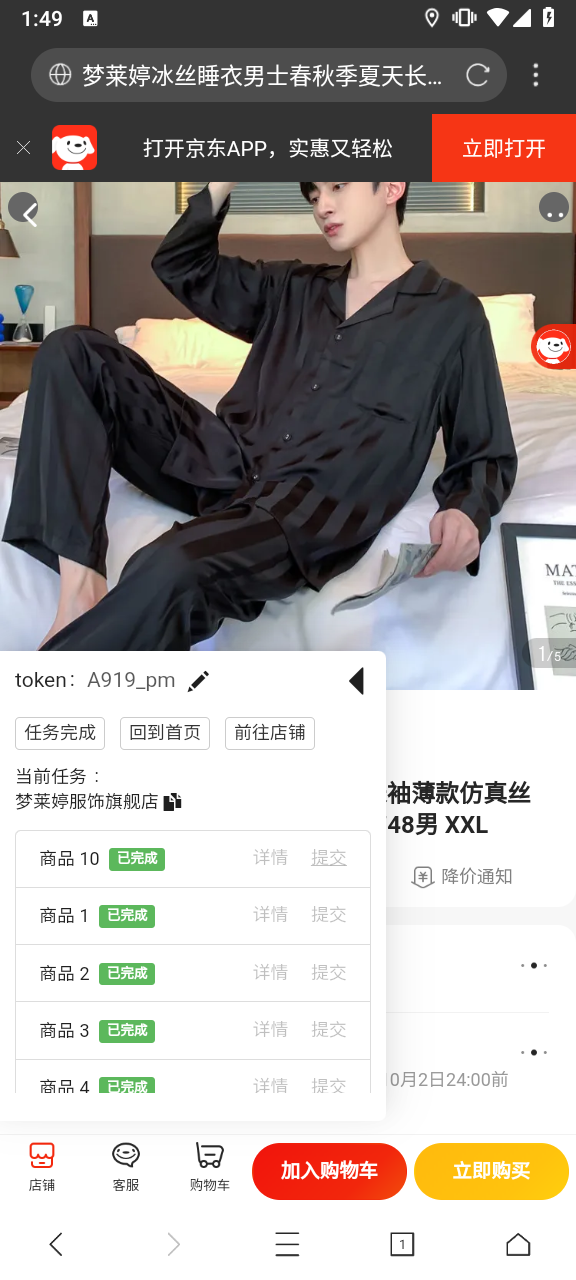 1:49 A
梦莱婷冰丝睡衣男士春秋季夏天长...
打开京东APP，实惠又轻松
立即打开
MAT
1/5
token： A919_pm
任务完成 回到首页 前往店铺
当前任务：
梦莱婷服饰旗舰店
袖薄款仿真丝
48男 XXL
降价通知
商品 10 已完成 详情 提交
商品 1 已完成 详情 提交
商品 2 已完成 详情 提交
商品 3 已完成 详情 提交
商品 4 已完成 详情 提交
0月2日24:00前
店铺 客服 购物车 加入购物车 立即购买
1